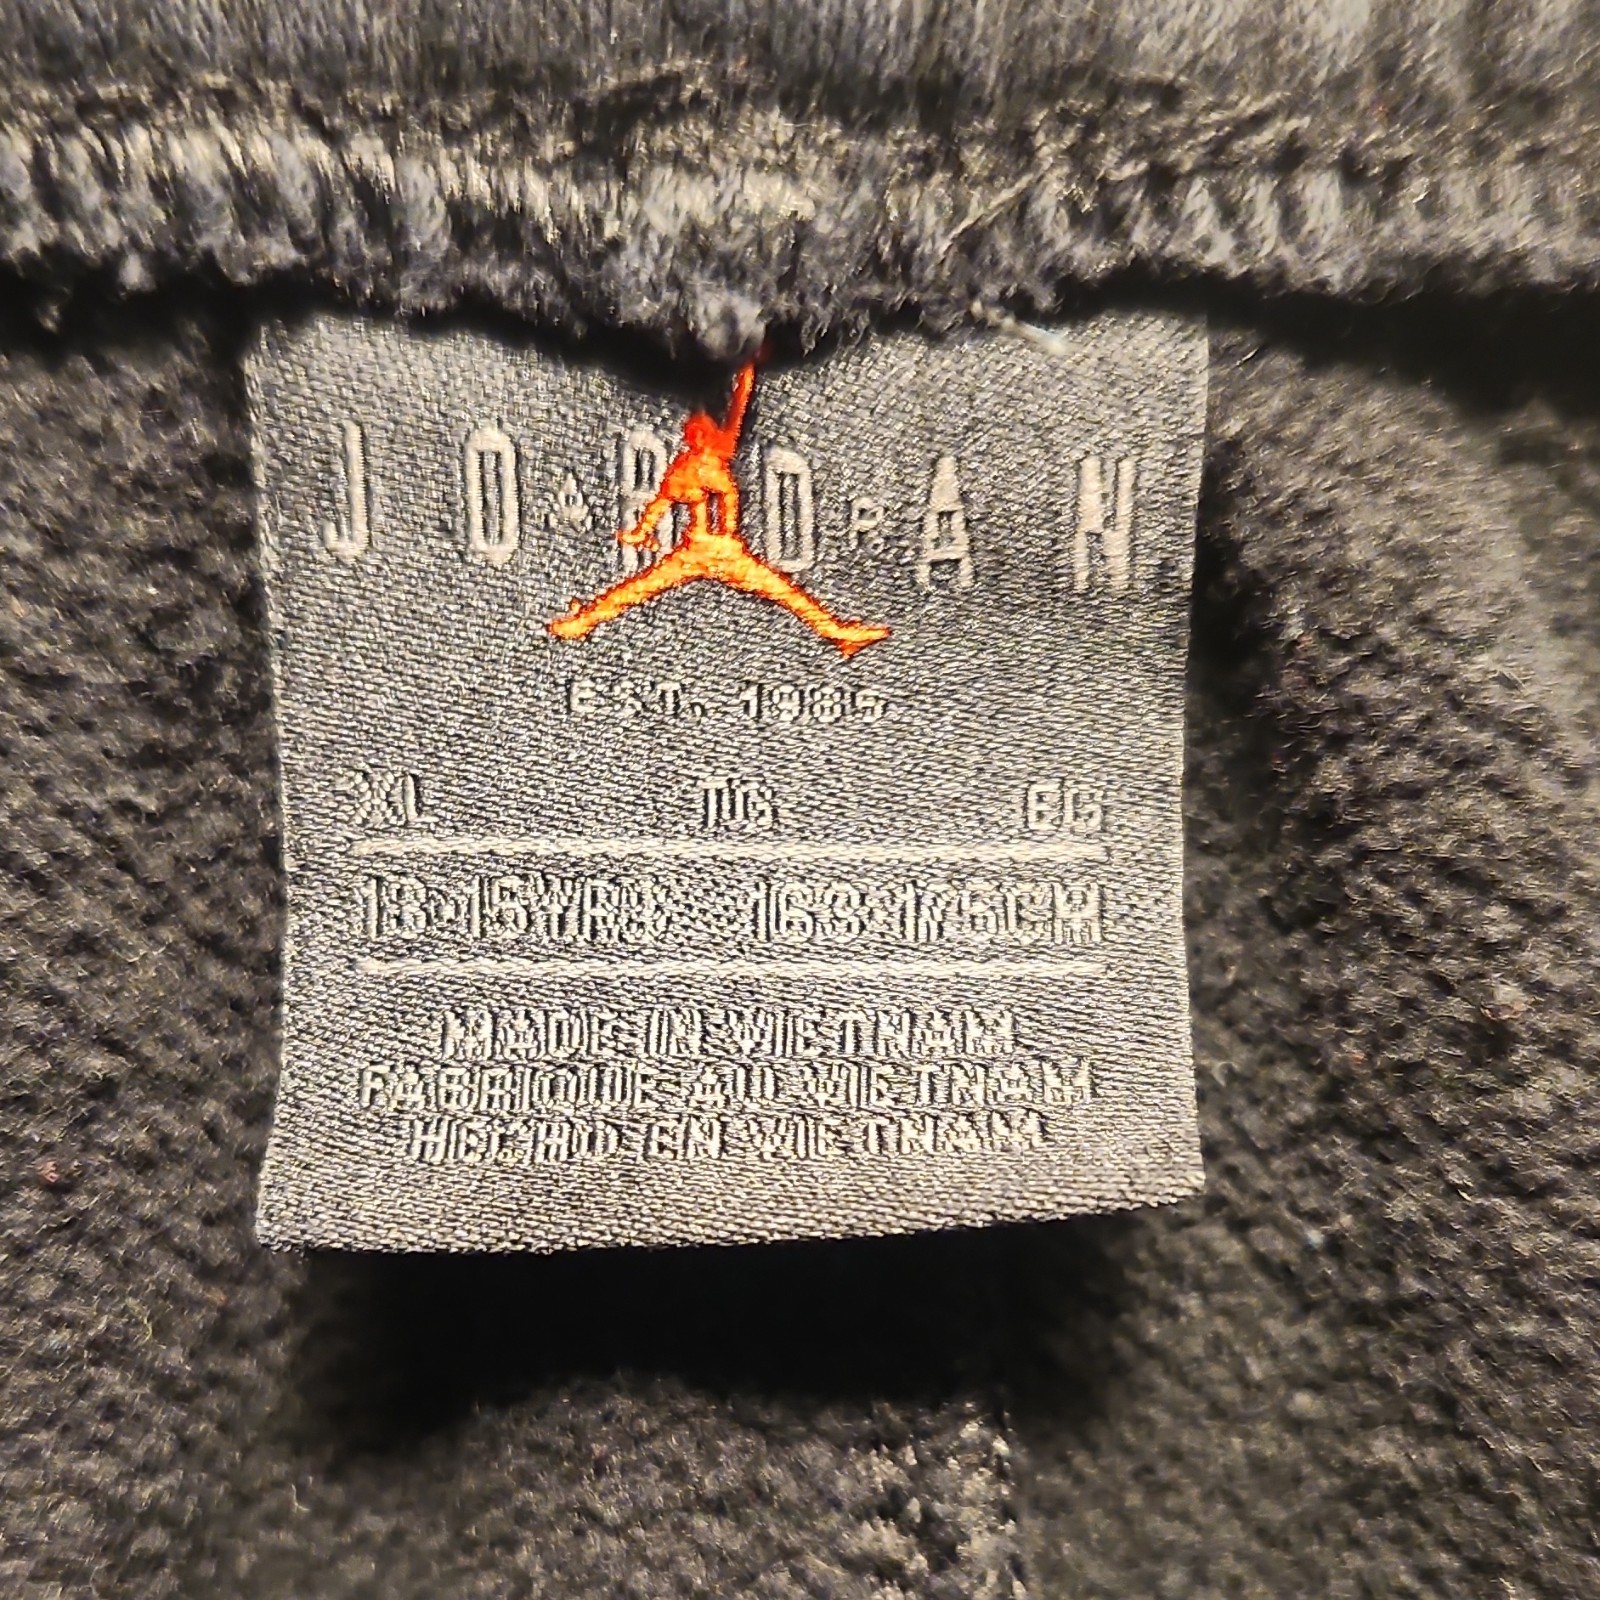 JORDAN
EST. 1985
XL TG EG
13-15YRS 163-175CM
MADE IN VIETNAM
FABRIQUE AU VIETNAM
HECHO EN VIETNAM